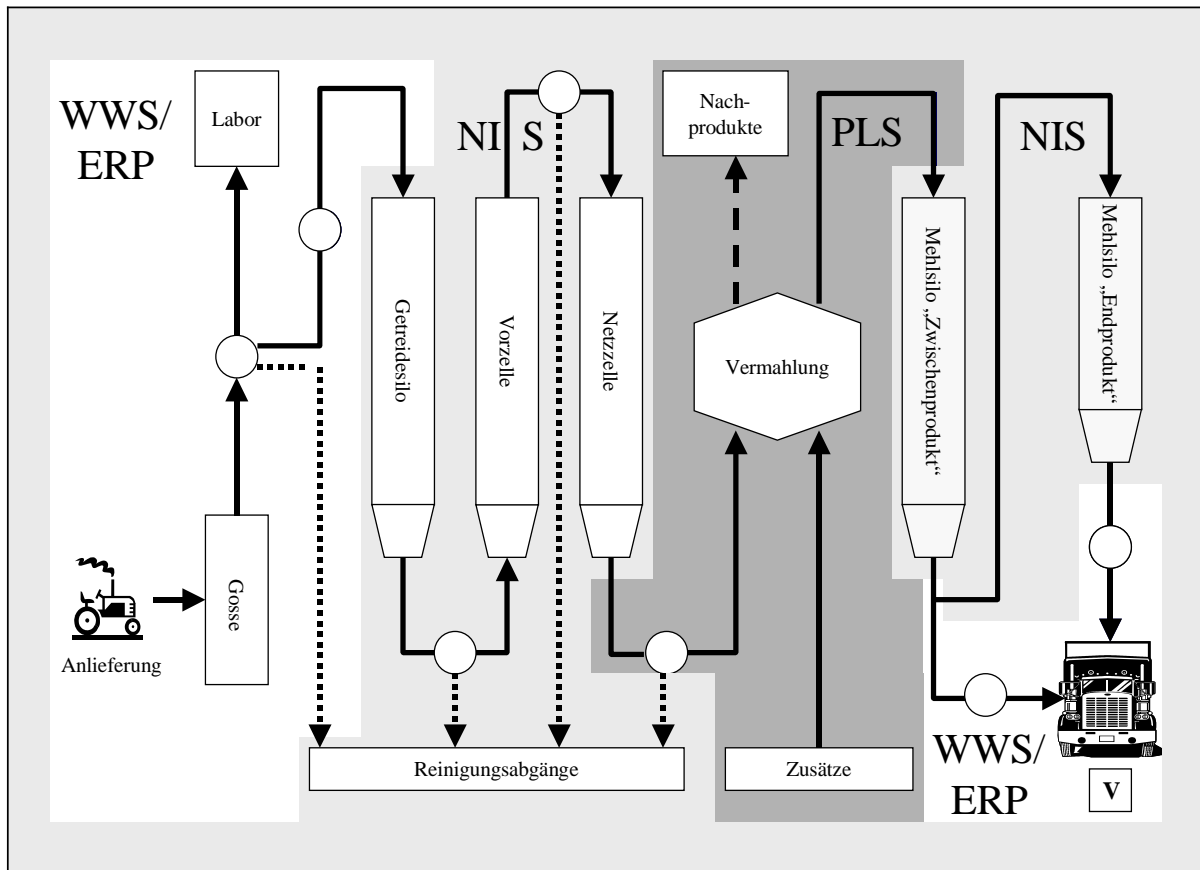 WWS/
ERP
Labor
NIS
Nach-
produkte
PLS
NIS
Getreidesilo
Vorzelle
Netzzelle
Vermahlung
Mehlsilo „Zwischenprodukt“
Mehlsilo „Endprodukt“
Gosse
Anlieferung
Reinigungsabgänge
Zusätze
WWS/
ERP
V